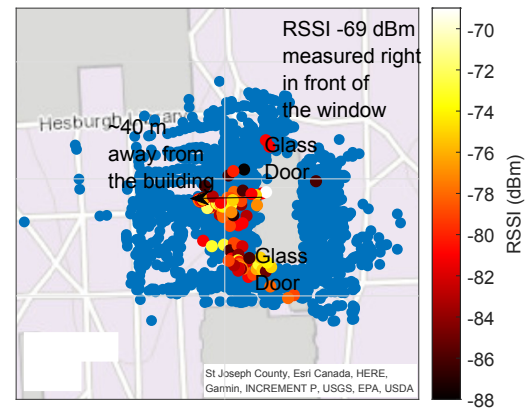 RSSI -69 dBm
measured right
in front of
the window
Hesburgh
~40 m
away from
the building
Glass
Door
Glass
Door
St Joseph County, Esri Canada, HERE,
Garmin, INCREMENT P, USGS, EPA, USDA
-70
-72
-74
-76
-78
-80
-82
-84
-86
-88
RSSI (dBm)